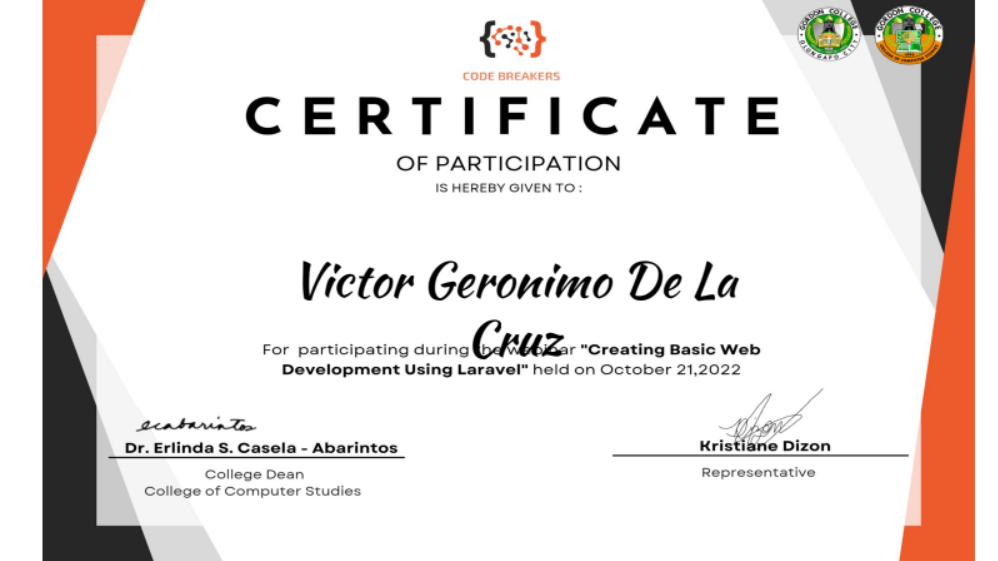 GORDON COLLEGE
OLONGAPO CITY
GORDON COLLEGE
CODE BREAKERS
CERTIFICATE
OF PARTICIPATION
IS HEREBY GIVEN TO :
Victor Geronimo De La
Cruz
For participating during the webinar "Creating Basic Web
Development Using Laravel" held on October 21,2022
ecabarintos
Dr. Erlinda S. Casela - Abarintos
College Dean
College of Computer Studies
Kristiane Dizon
Representative